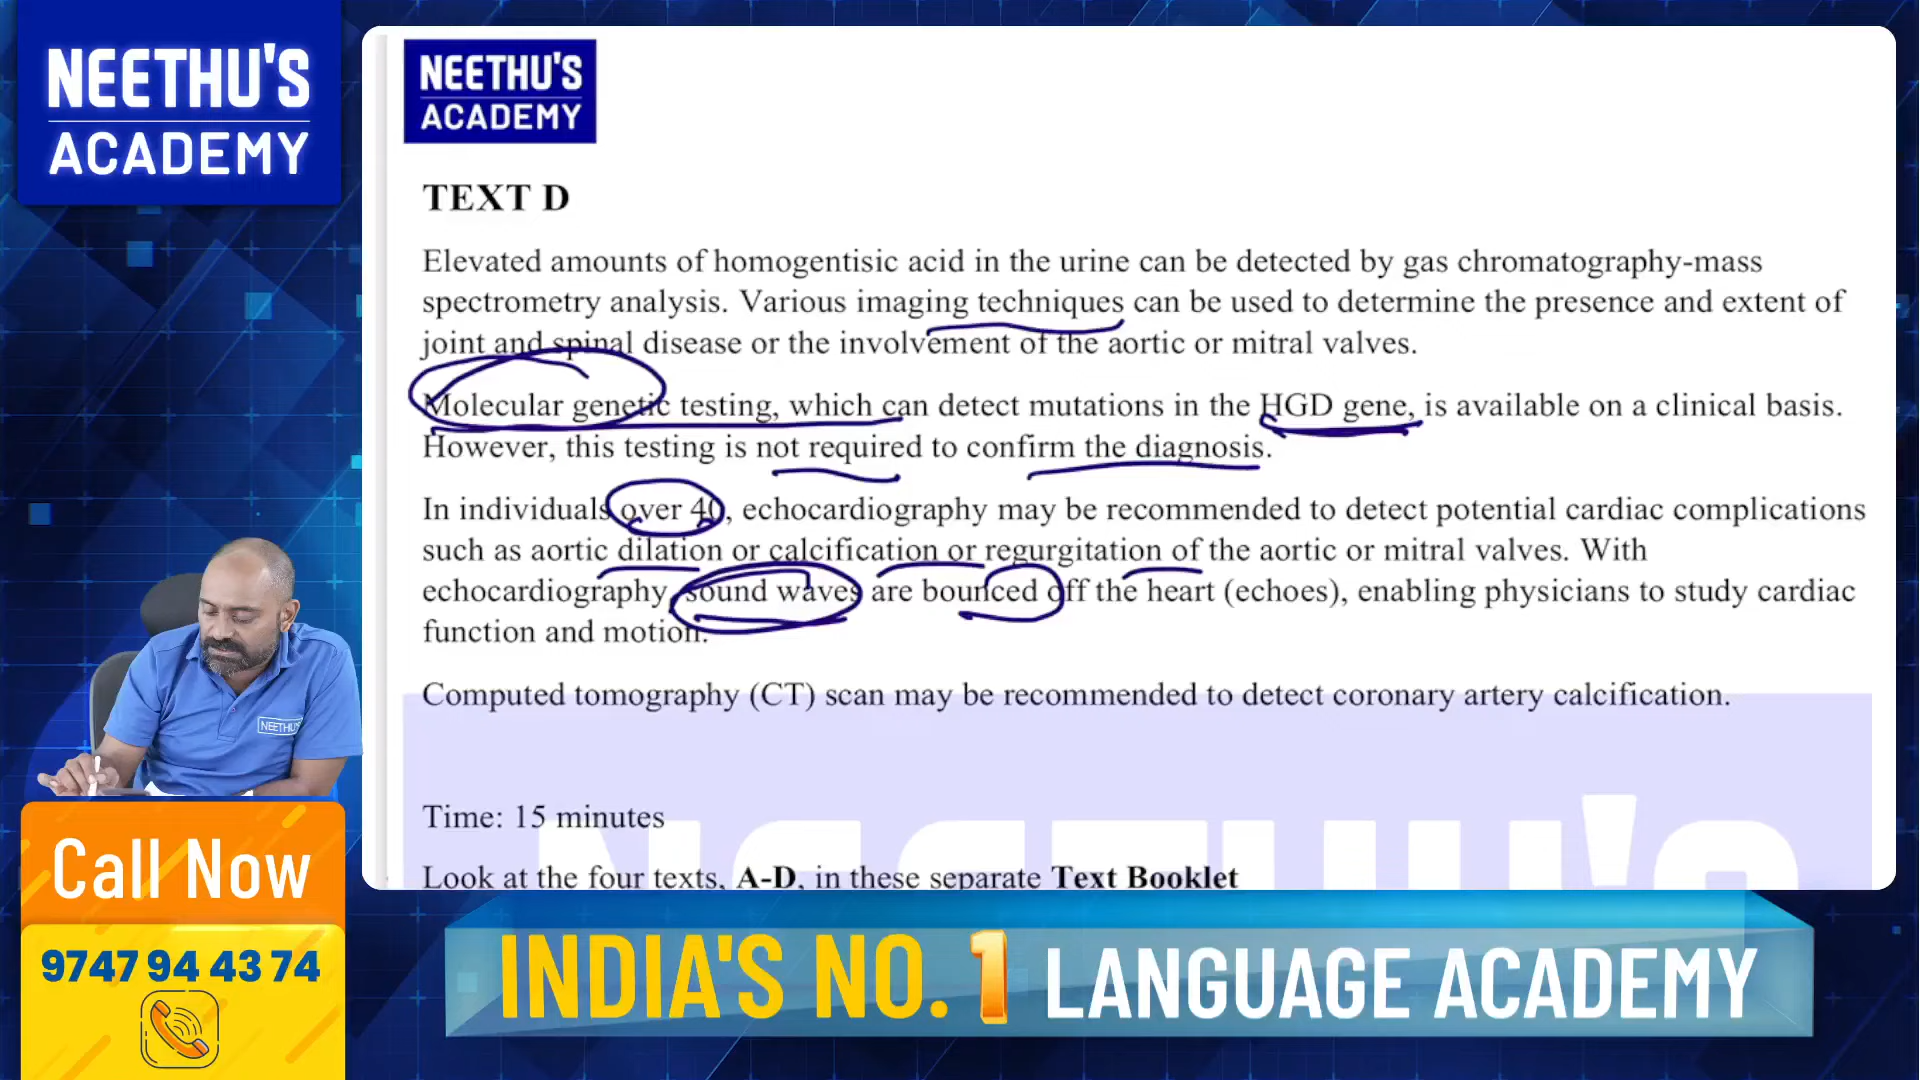 NEETHU'S
ACADEMY
NEETHU'S
ACADEMY
TEXT D
Elevated amounts of homogentisic acid in the urine can be detected by gas chromatography-mass
spectrometry analysis. Various imaging techniques can be used to determine the presence and extent of
joint and spinal disease or the involvement of the aortic or mitral valves.
Molecular genetic testing, which can detect mutations in the HGD gene, is available on a clinical basis.
However, this testing is not required to confirm the diagnosis.
In individuals over 40, echocardiography may be recommended to detect potential cardiac complications
such as aortic dilation or calcification or regurgitation of the aortic or mitral valves. With
echocardiography, sound waves are bounced off the heart (echoes), enabling physicians to study cardiac
function and motion.
Computed tomography (CT) scan may be recommended to detect coronary artery calcification.
Time: 15 minutes
Look at the four texts, A-D, in these separate Text Booklet
NEETHU'S
NEETHU'S
Call Now
9747 94 43 74
INDIA'S NO. 1 LANGUAGE ACADEMY